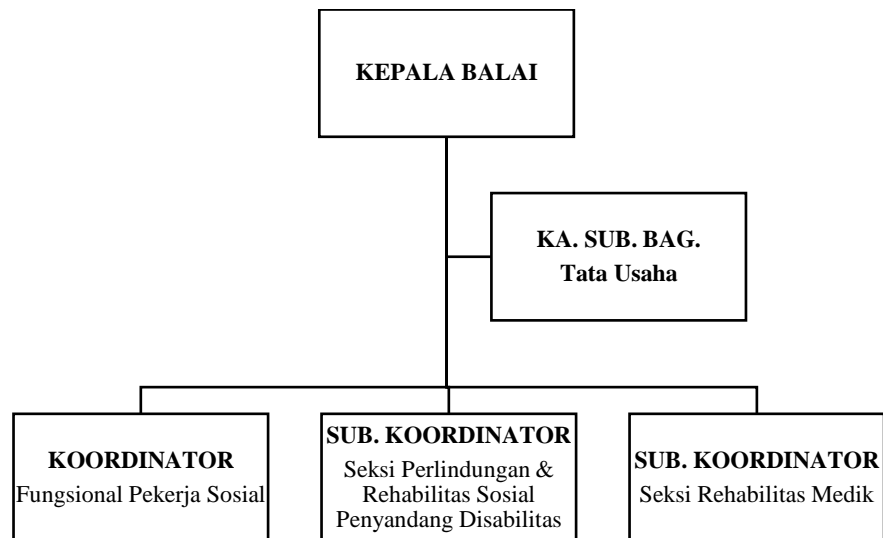 KEPALA BALAI
KA. SUB. BAG.
Tata Usaha
KOORDINATOR
Fungsional Pekerja Sosial
SUB. KOORDINATOR
Seksi Perlindungan &
Rehabilitas Sosial
Penyandang Disabilitas
SUB. KOORDINATOR
Seksi Rehabilitas Medik